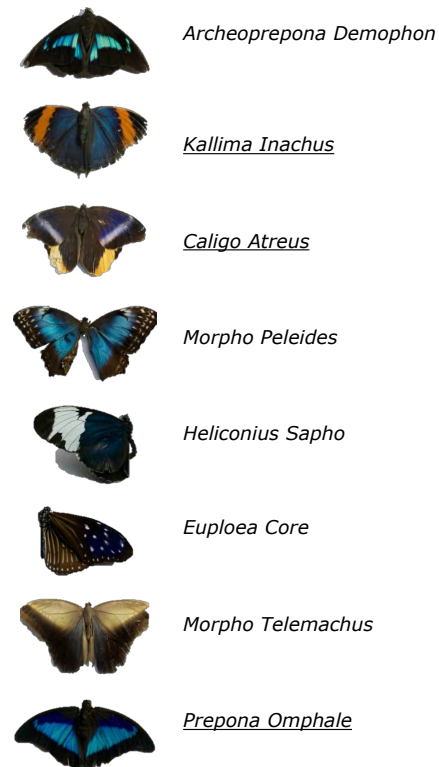 Archeoprepona Demophon
Kallima Inachus
Caligo Atreus
Morpho Peleides
Heliconius Sapho
Euploea Core
Morpho Telemachus
Prepona Omphale